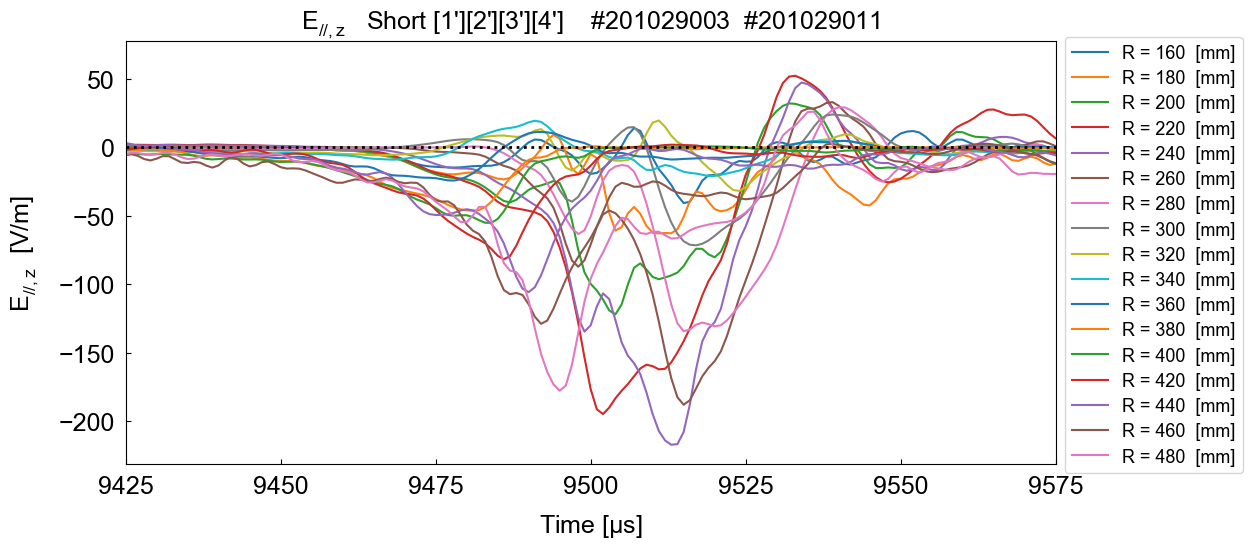 E//, z Short [1'][2'][3'][4'] #201029003 #201029011
50
0
−50
−100
−150
−200
E//, z [V/m]
9425 9450 9475 9500 9525 9550 9575
Time [μs]
R = 160 [mm]
R = 180 [mm]
R = 200 [mm]
R = 220 [mm]
R = 240 [mm]
R = 260 [mm]
R = 280 [mm]
R = 300 [mm]
R = 320 [mm]
R = 340 [mm]
R = 360 [mm]
R = 380 [mm]
R = 400 [mm]
R = 420 [mm]
R = 440 [mm]
R = 460 [mm]
R = 480 [mm]